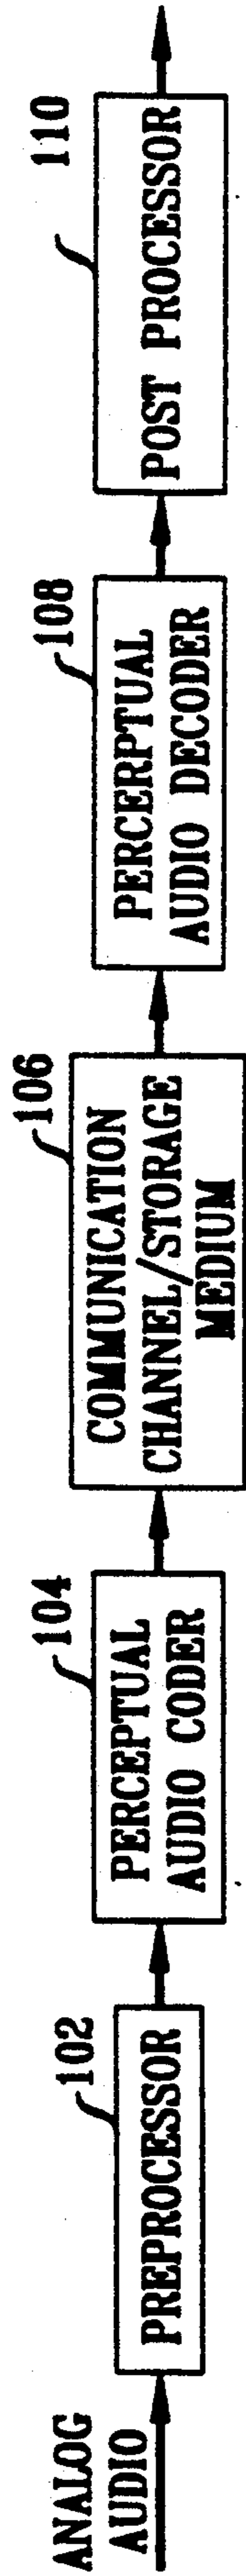 ANALOG
AUDIO
102
PREPROCESSOR
104
PERCEPTUAL
AUDIO CODER
106
COMMUNICATION
CHANNEL/STORAGE
MEDIUM
108
PERCERPTUAL
AUDIO DECODER
110
POST PROCESSOR